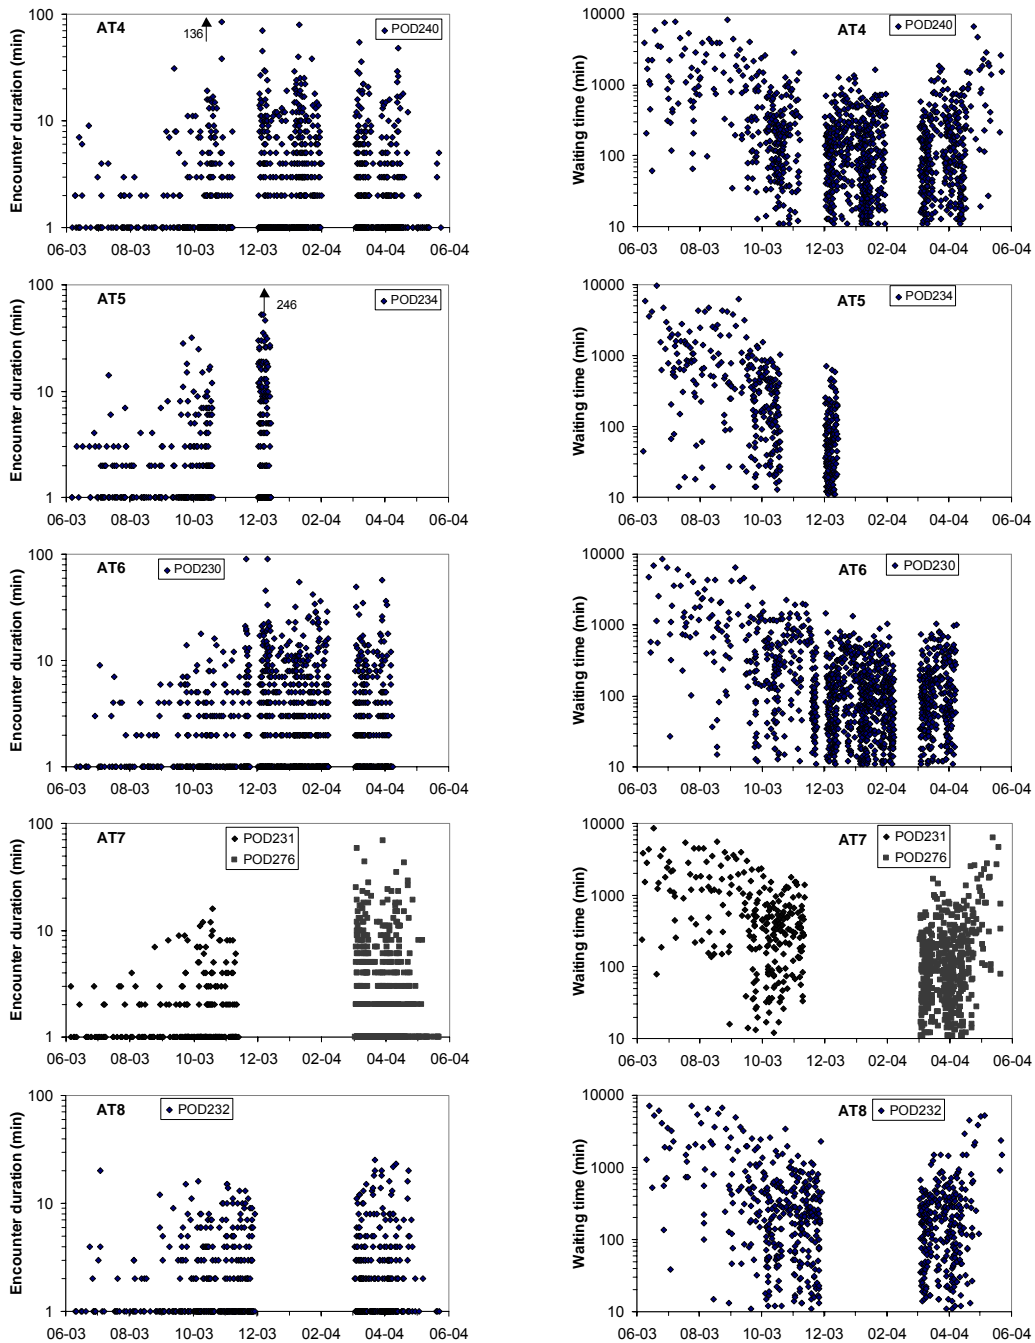 AT4
POD240
136
Encounter duration (min)
100
10
1
06-03 08-03 10-03 12-03 02-04 04-04 06-04
AT4
POD240
Waiting time (min)
10000
1000
100
10
06-03 08-03 10-03 12-03 02-04 04-04 06-04
AT5
POD234
246
Encounter duration (min)
100
10
1
06-03 08-03 10-03 12-03 02-04 04-04 06-04
AT5
POD234
Waiting time (min)
10000
1000
100
10
06-03 08-03 10-03 12-03 02-04 04-04 06-04
AT6
POD230
Encounter duration (min)
100
10
1
06-03 08-03 10-03 12-03 02-04 04-04 06-04
AT6
POD230
Waiting time (min)
10000
1000
100
10
06-03 08-03 10-03 12-03 02-04 04-04 06-04
AT7
POD231
POD276
Encounter duration (min)
100
10
1
06-03 08-03 10-03 12-03 02-04 04-04 06-04
AT7
POD231
POD276
Waiting time (min)
10000
1000
100
10
06-03 08-03 10-03 12-03 02-04 04-04 06-04
AT8
POD232
Encounter duration (min)
100
10
1
06-03 08-03 10-03 12-03 02-04 04-04 06-04
AT8
POD232
Waiting time (min)
10000
1000
100
10
06-03 08-03 10-03 12-03 02-04 04-04 06-04